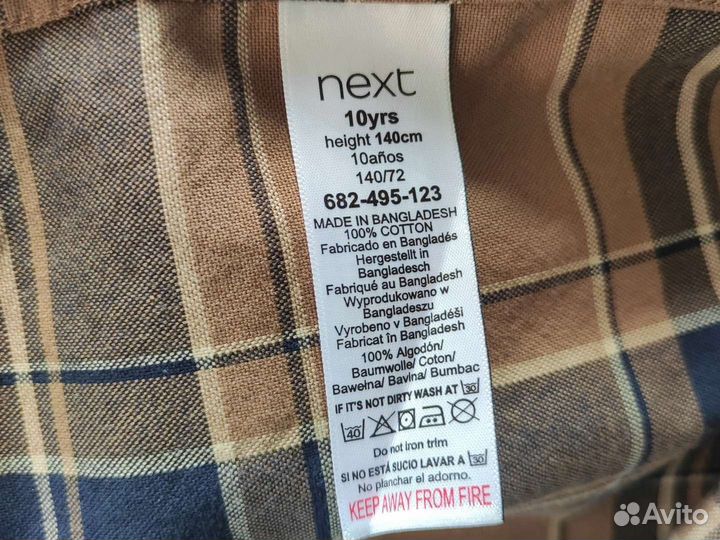 next
10yrs
height 140cm
10años
140/72
682-495-123
MADE IN BANGLADESH
100% COTTON
Fabricado en Bangladés
Hergestellt in
Bangladesch
Fabriqué au Bangladesh
Wyprodukowano w
Bangladeszu
Vyrobeno v Bangladéši
Fabricat în Bangladesh
100% Algodón/
Baumwolle/ Coton/
Bawełna/ Bavlna/ Bumbac
IF IT'S NOT DIRTY WASH AT 30
40
Do not iron trim
SI NO ESTÁ SUCIO LAVAR A 30
No planchar el adorno.
KEEP AWAY FROM FIRE
Avito